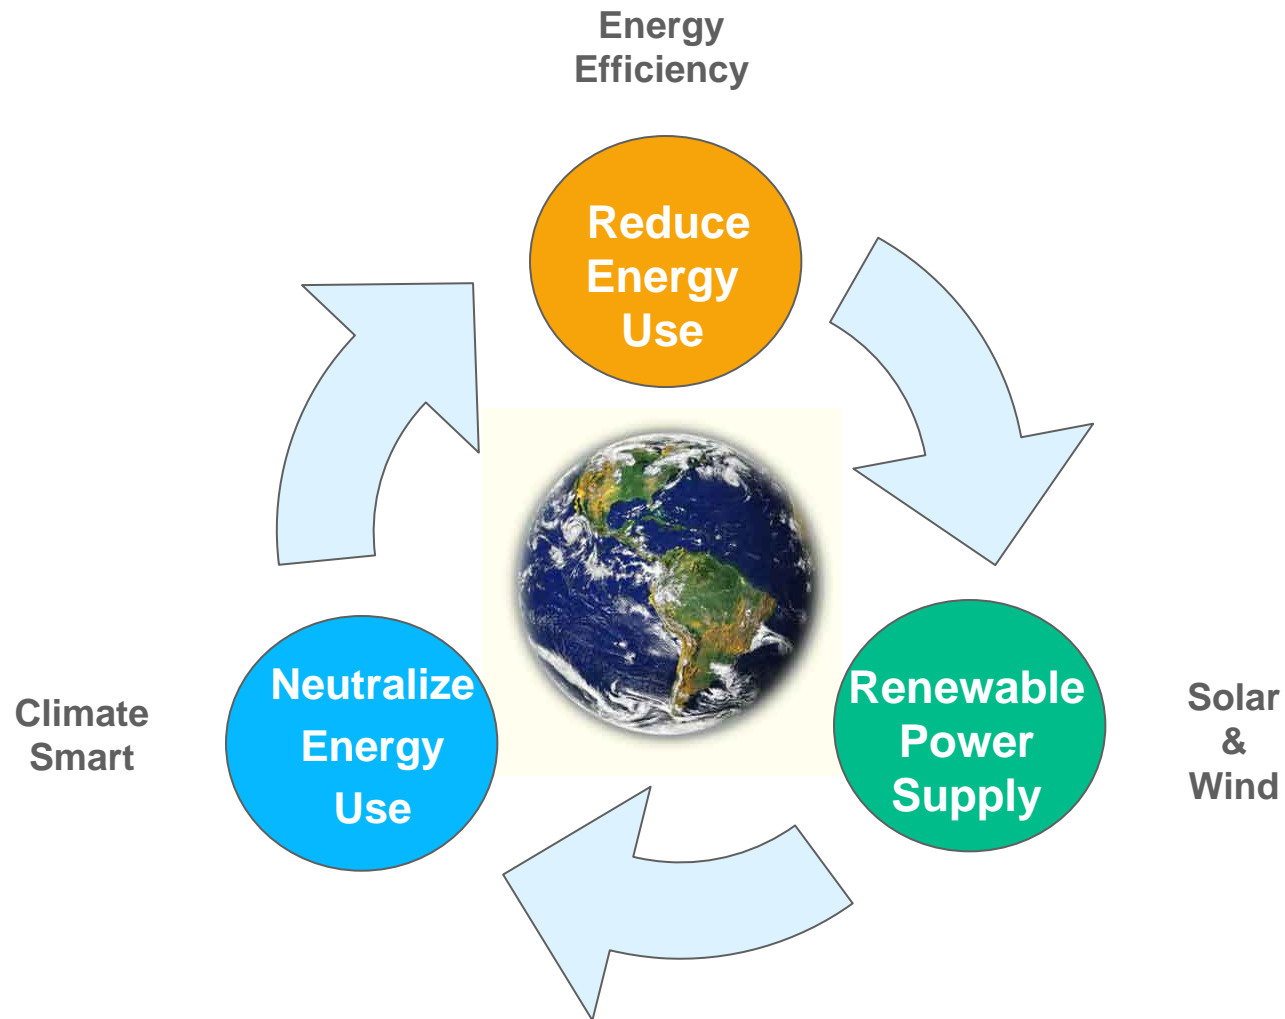 Energy
Efficiency
Reduce
Energy
Use
Neutralize
Energy
Use
Climate
Smart
Renewable
Power
Supply
Solar
&
Wind